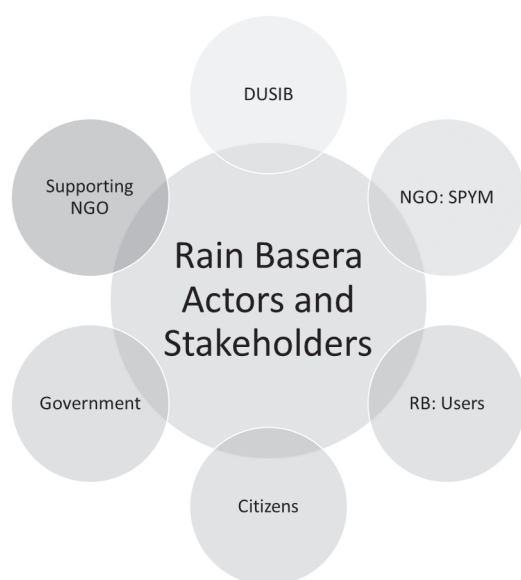 DUSIB
Supporting
NGO
NGO: SPYM
Rain Basera
Actors and
Stakeholders
Government
RB: Users
Citizens